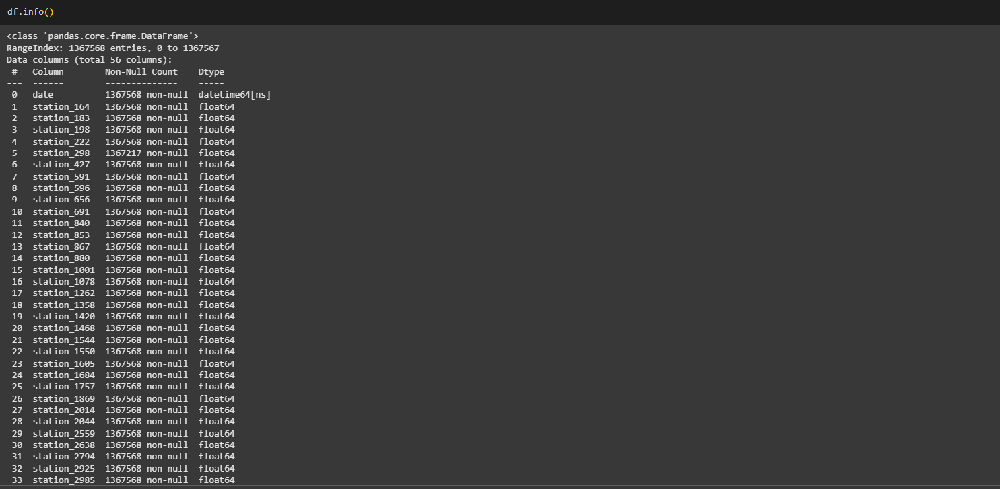 df.info()
<class 'pandas.core.frame.DataFrame'>
RangeIndex: 1367568 entries, 0 to 1367567
Data columns (total 56 columns):
 #   Column        Non-Null Count    Dtype
---  ------        --------------    -----
 0   date          1367568 non-null  datetime64[ns]
 1   station_164   1367568 non-null  float64
 2   station_183   1367568 non-null  float64
 3   station_198   1367568 non-null  float64
 4   station_222   1367568 non-null  float64
 5   station_298   1367217 non-null  float64
 6   station_427   1367568 non-null  float64
 7   station_591   1367568 non-null  float64
 8   station_596   1367568 non-null  float64
 9   station_656   1367568 non-null  float64
 10  station_691   1367568 non-null  float64
 11  station_840   1367568 non-null  float64
 12  station_853   1367568 non-null  float64
 13  station_867   1367568 non-null  float64
 14  station_880   1367568 non-null  float64
 15  station_1001  1367568 non-null  float64
 16  station_1078  1367568 non-null  float64
 17  station_1262  1367568 non-null  float64
 18  station_1358  1367568 non-null  float64
 19  station_1420  1367568 non-null  float64
 20  station_1468  1367568 non-null  float64
 21  station_1544  1367568 non-null  float64
 22  station_1550  1367568 non-null  float64
 23  station_1605  1367568 non-null  float64
 24  station_1684  1367568 non-null  float64
 25  station_1757  1367568 non-null  float64
 26  station_1869  1367568 non-null  float64
 27  station_2014  1367568 non-null  float64
 28  station_2044  1367568 non-null  float64
 29  station_2559  1367568 non-null  float64
 30  station_2638  1367568 non-null  float64
 31  station_2794  1367568 non-null  float64
 32  station_2925  1367568 non-null  float64
 33  station_2985  1367568 non-null  float64